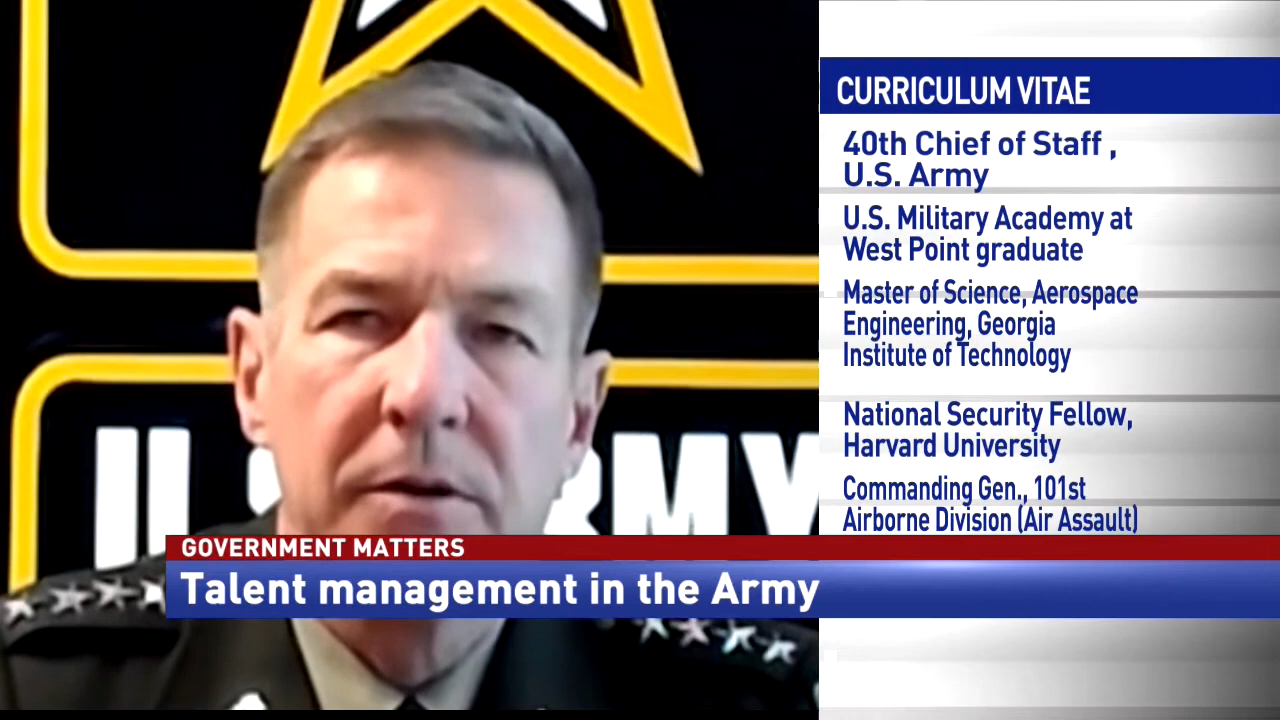 U.S. ARMY
CURRICULUM VITAE
40th Chief of Staff ,
U.S. Army
U.S. Military Academy at
West Point graduate
Master of Science, Aerospace
Engineering, Georgia
Institute of Technology
National Security Fellow,
Harvard University
Commanding Gen., 101st
Airborne Division (Air Assault)
GOVERNMENT MATTERS
Talent management in the Army